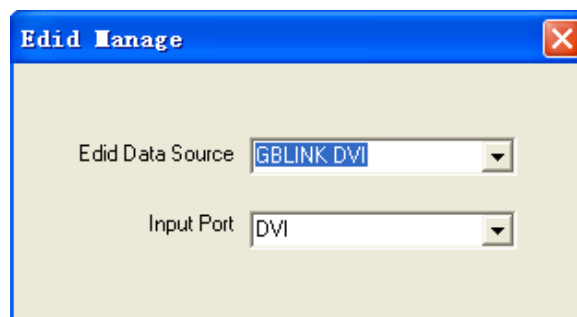 Edid Manage
Edid Data Source GBLINK DVI
Input Port DVI